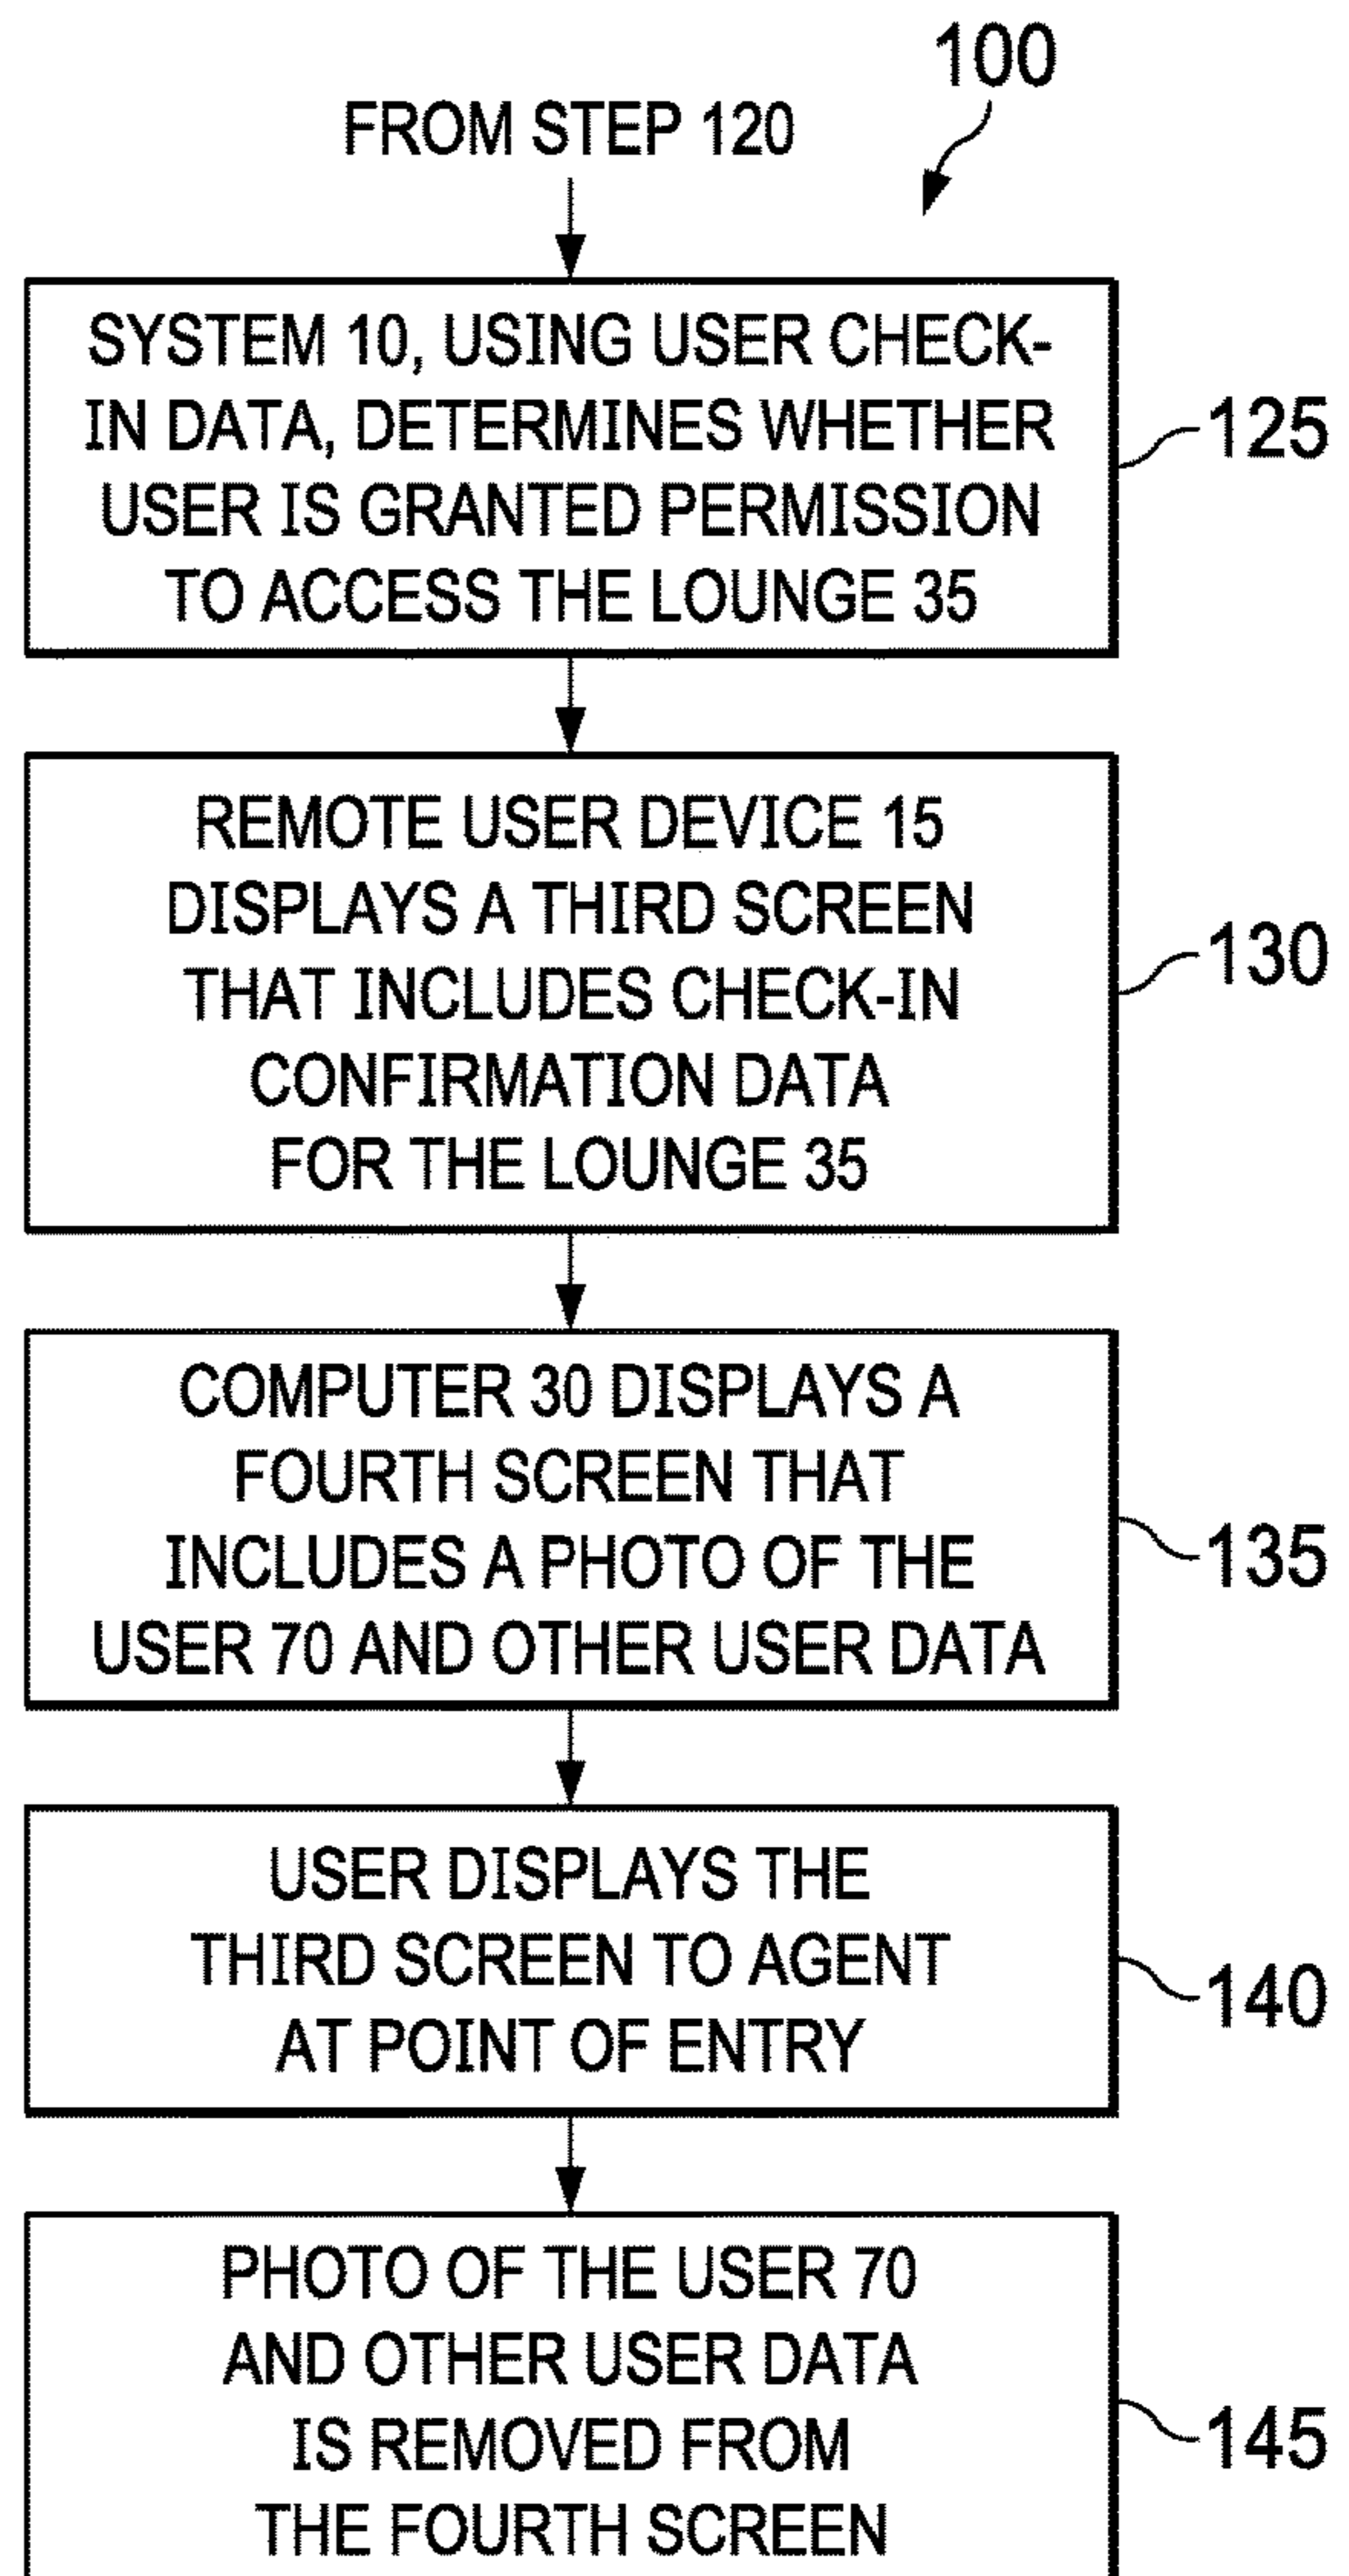 100
FROM STEP 120
SYSTEM 10, USING USER CHECK-
IN DATA, DETERMINES WHETHER
USER IS GRANTED PERMISSION
TO ACCESS THE LOUNGE 35
125
REMOTE USER DEVICE 15
DISPLAYS A THIRD SCREEN
THAT INCLUDES CHECK-IN
CONFIRMATION DATA
FOR THE LOUNGE 35
130
COMPUTER 30 DISPLAYS A
FOURTH SCREEN THAT
INCLUDES A PHOTO OF THE
USER 70 AND OTHER USER DATA
135
USER DISPLAYS THE
THIRD SCREEN TO AGENT
AT POINT OF ENTRY
140
PHOTO OF THE USER 70
AND OTHER USER DATA
IS REMOVED FROM
THE FOURTH SCREEN
145